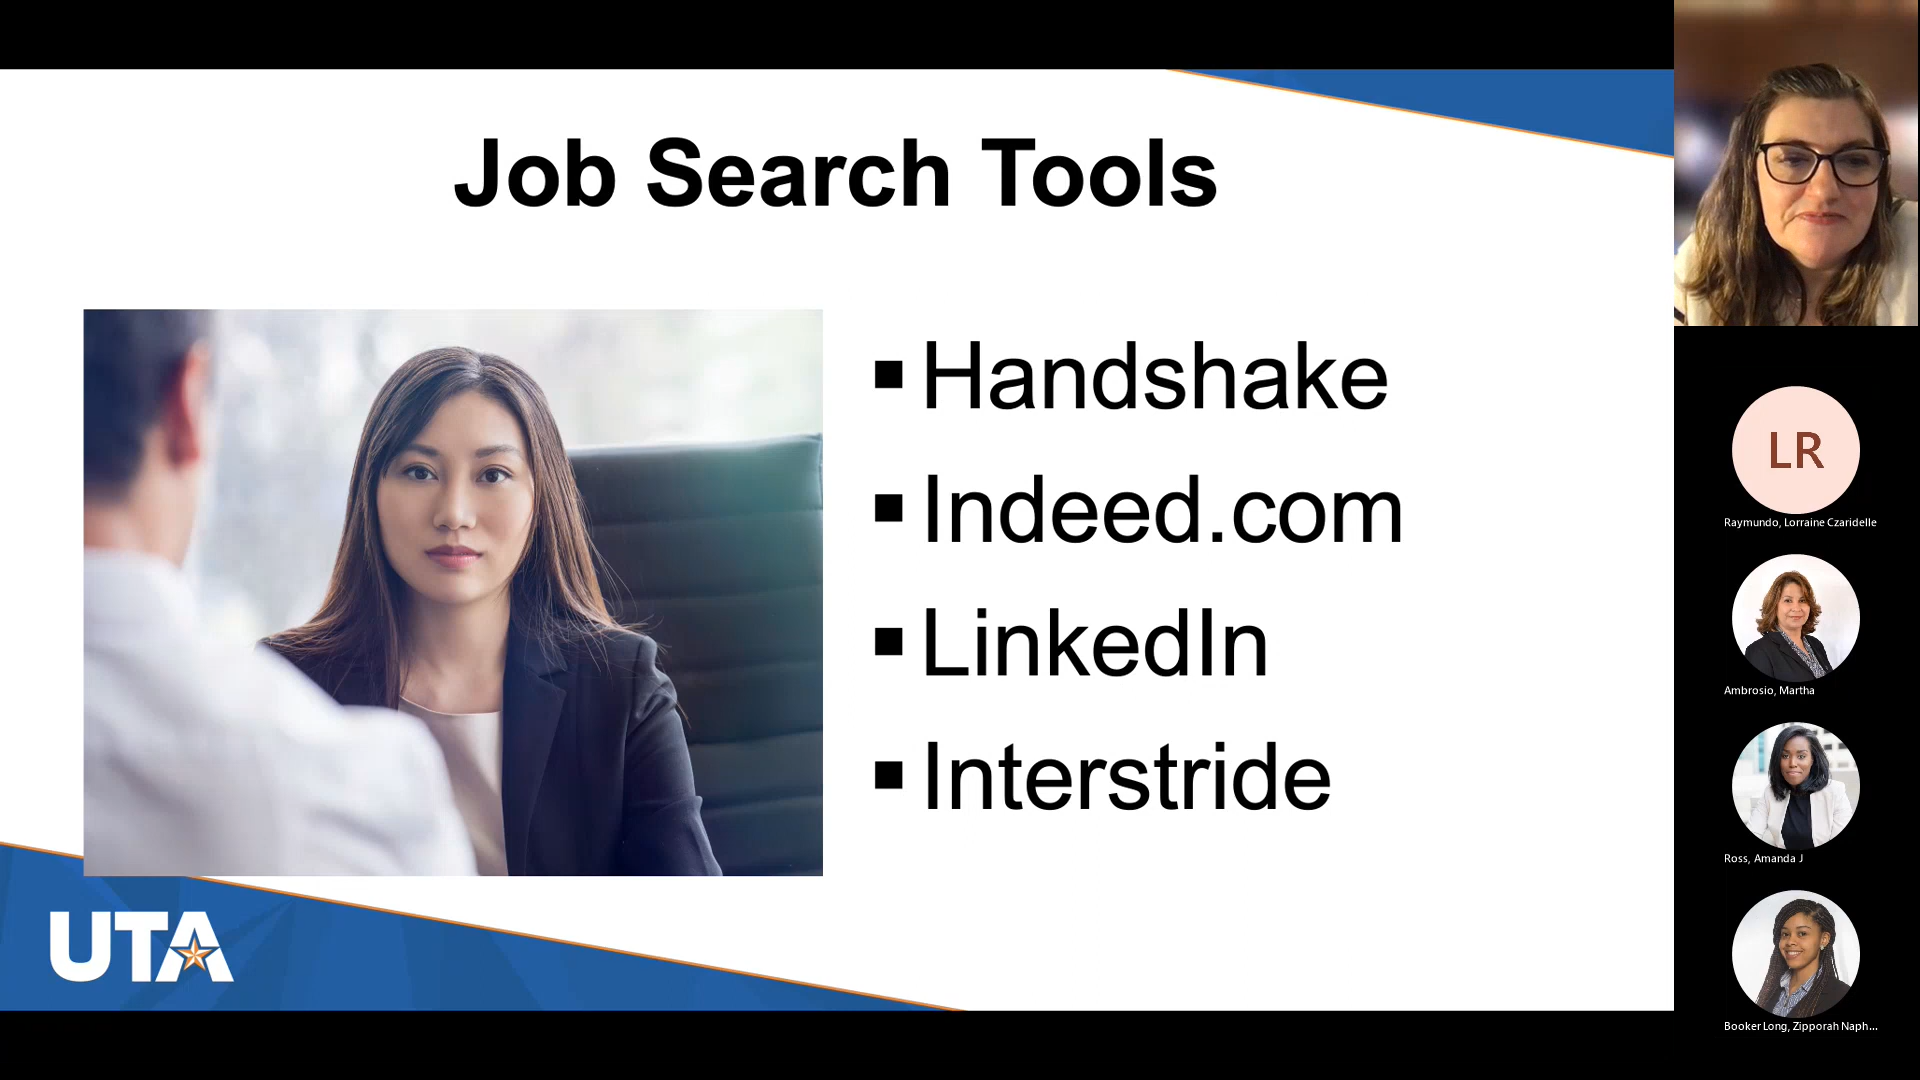 Job Search Tools
Handshake
Indeed.com
LinkedIn
Interstride
UTA
LR
Raymundo, Lorraine Czaridelle
Ambrosio, Martha
Ross, Amanda J
Booker Long, Zipporah Naph...